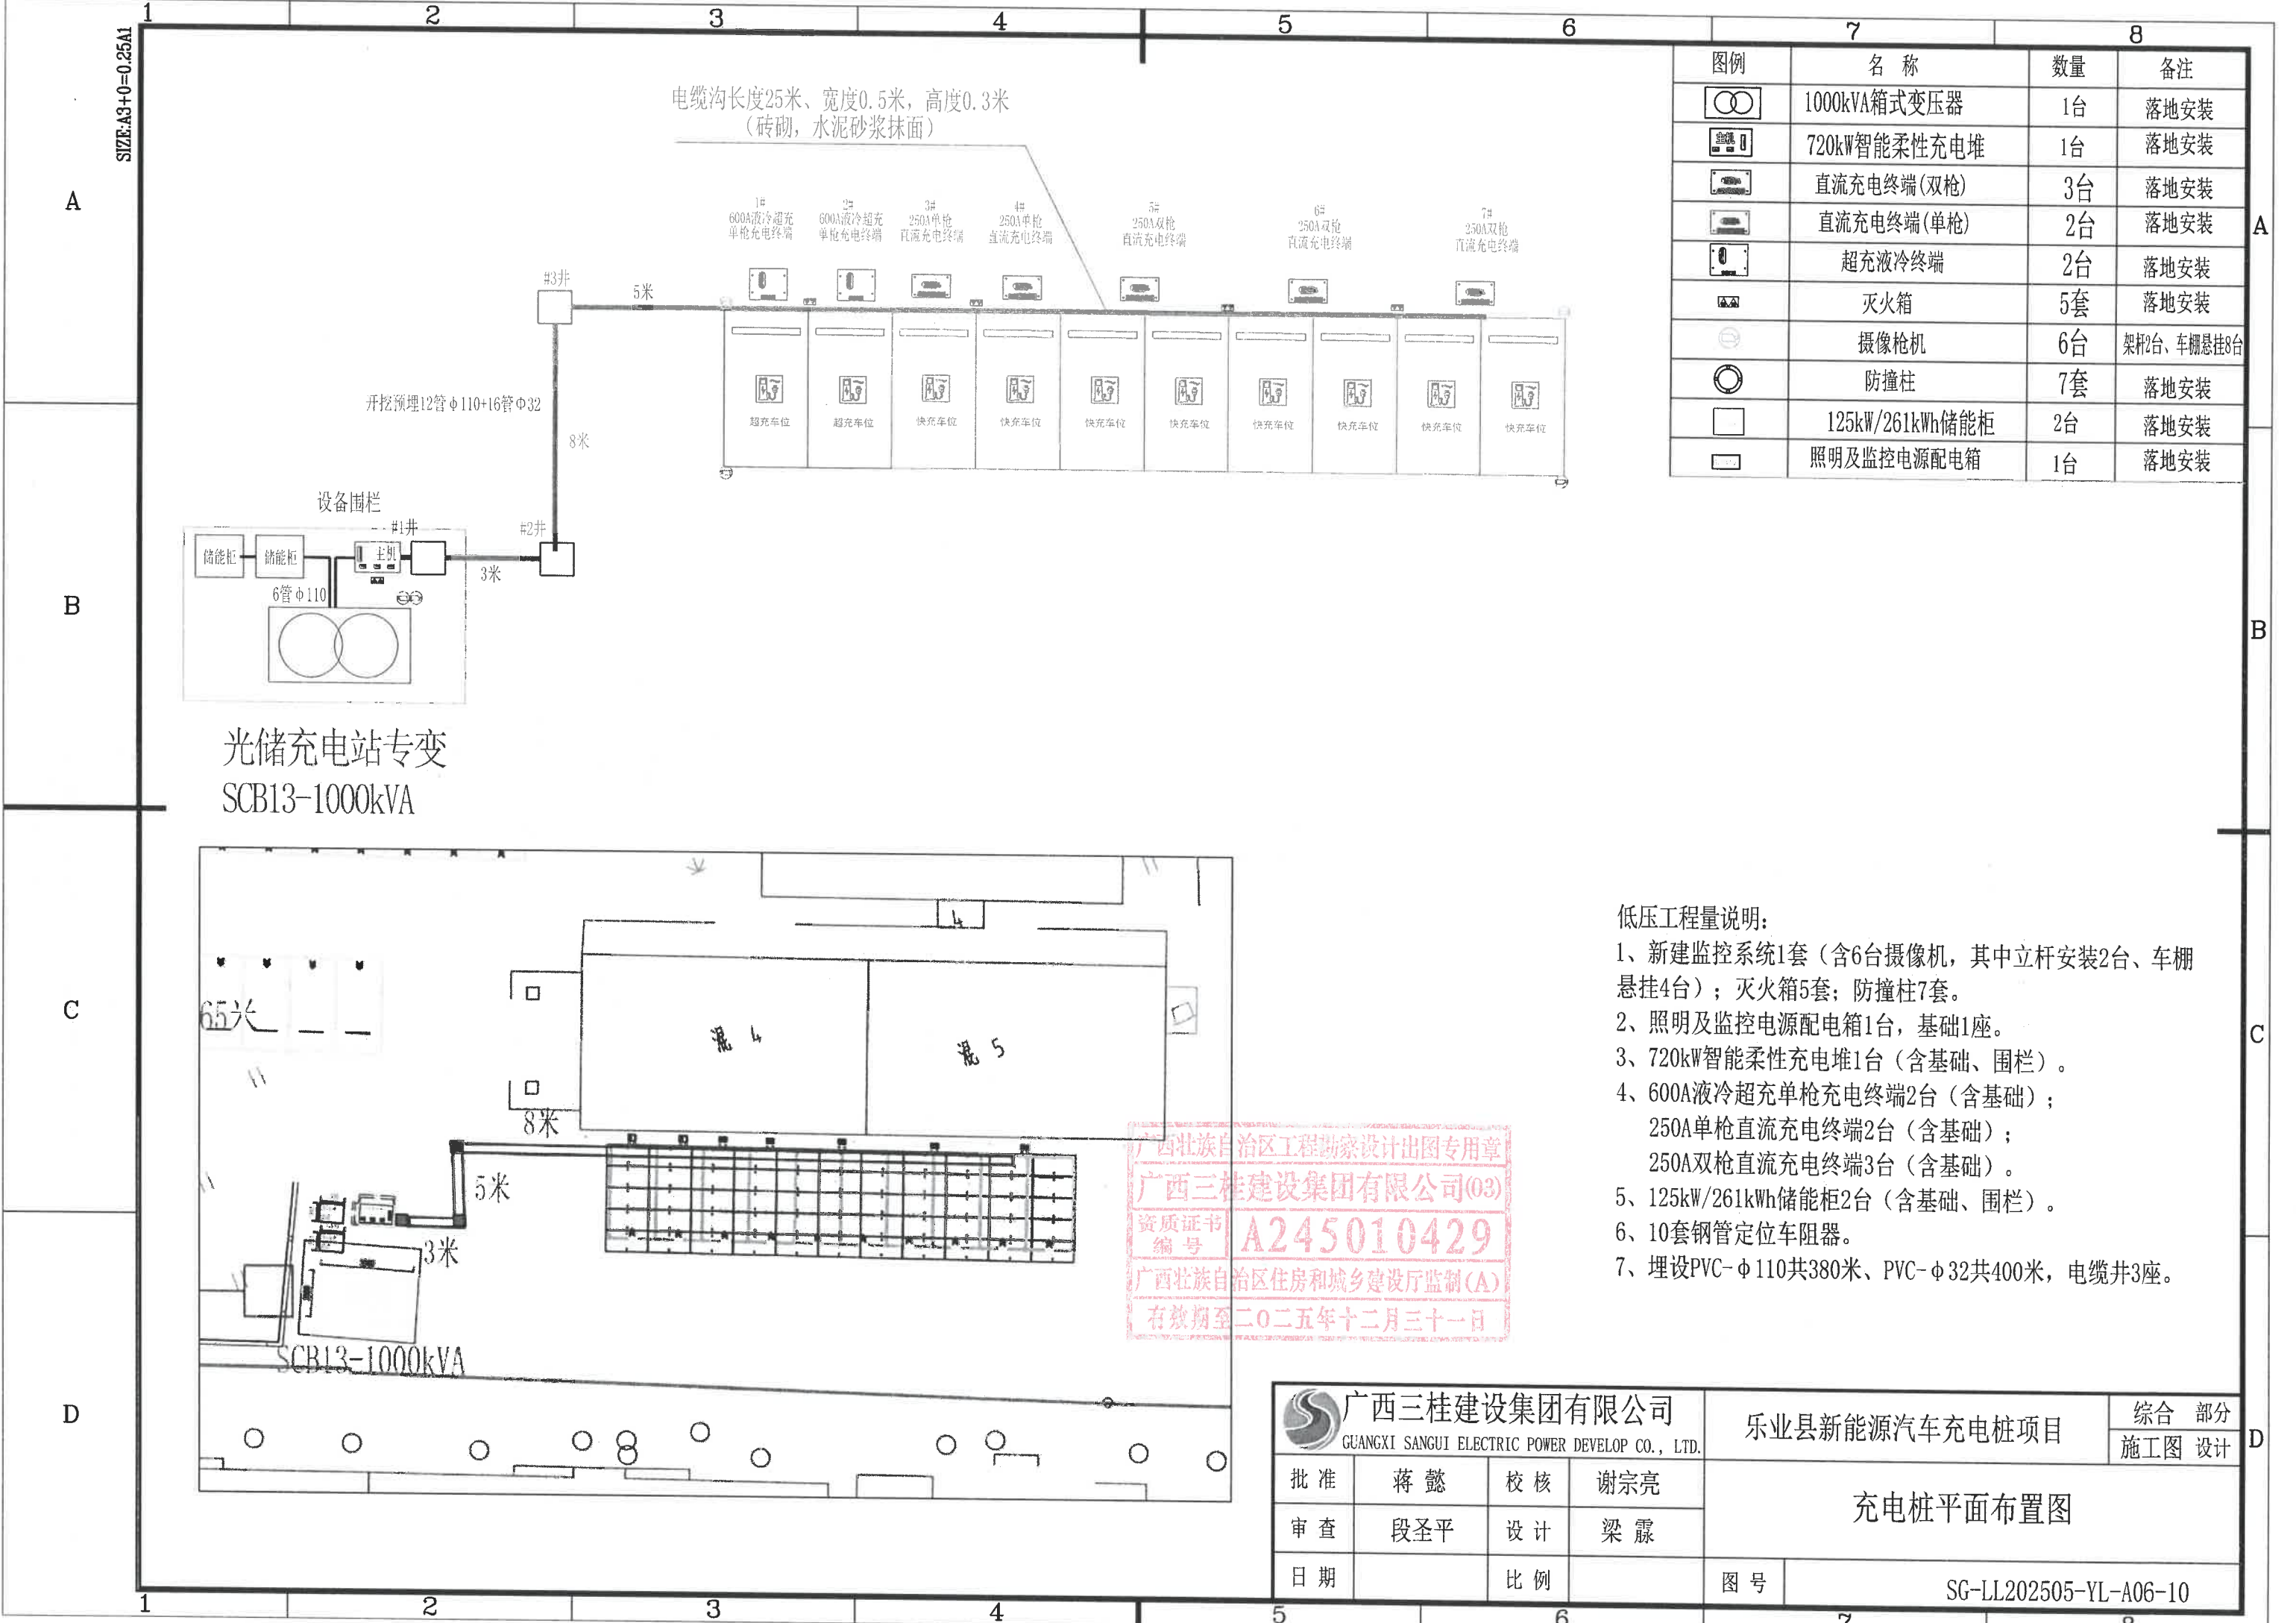 1 2 3 4 5 6 7 8
SIZE:A3+0=0.25A1
A
B
C
D
电缆沟长度25米、宽度0.5米，高度0.3米
（砖砌，水泥砂浆抹面）
1#
600A液冷超充
单枪充电终端
2#
600A液冷超充
单枪充电终端
3#
250A单枪
直流充电终端
4#
250A单枪
直流充电终端
5#
250A双枪
直流充电终端
6#
250A双枪
直流充电终端
7#
250A双枪
直流充电终端
#3井
5米
开挖预埋12管φ110+16管Φ32
8米
超充车位 超充车位 快充车位 快充车位 快充车位 快充车位 快充车位 快充车位 快充车位 快充车位
设备围栏
#1井
#2井
储能柜 储能柜 主机
3米
6管φ110
光储充电站专变
SCB13-1000kVA
图例 名 称 数量 备注
1000kVA箱式变压器 1台 落地安装
主机 720kW智能柔性充电堆 1台 落地安装
直流充电终端(双枪) 3台 落地安装
直流充电终端(单枪) 2台 落地安装
超充液冷终端 2台 落地安装
灭火箱 5套 落地安装
摄像枪机 6台 架杆2台、车棚悬挂8台
防撞柱 7套 落地安装
125kW/261kWh储能柜 2台 落地安装
照明及监控电源配电箱 1台 落地安装
A
B
C
D
4
65米
混 4
混 5
8米
5米
3米
SCB13-1000kVA
低压工程量说明：
1、新建监控系统1套（含6台摄像机，其中立杆安装2台、车棚
悬挂4台）；灭火箱5套；防撞柱7套。
2、照明及监控电源配电箱1台，基础1座。
3、720kW智能柔性充电堆1台（含基础、围栏）。
4、600A液冷超充单枪充电终端2台（含基础）；
250A单枪直流充电终端2台（含基础）；
250A双枪直流充电终端3台（含基础）。
5、125kW/261kWh储能柜2台（含基础、围栏）。
6、10套钢管定位车阻器。
7、埋设PVC-φ110共380米、PVC-φ32共400米，电缆井3座。
广西壮族自治区工程勘察设计出图专用章
广西三桂建设集团有限公司(03)
资质证书
编 号
A245010429
广西壮族自治区住房和城乡建设厅监制(A)
有效期至二〇二五年十二月三十一日
广西三桂建设集团有限公司
GUANGXI SANGUI ELECTRIC POWER DEVELOP CO., LTD.
乐业县新能源汽车充电桩项目
综合 部分
施工图 设计
批 准 蒋 懿 校 核 谢宗亮
充电桩平面布置图
审 查 段圣平 设 计 梁 霖
日 期 比 例
图 号 SG-LL202505-YL-A06-10
1 2 3 4 5 6